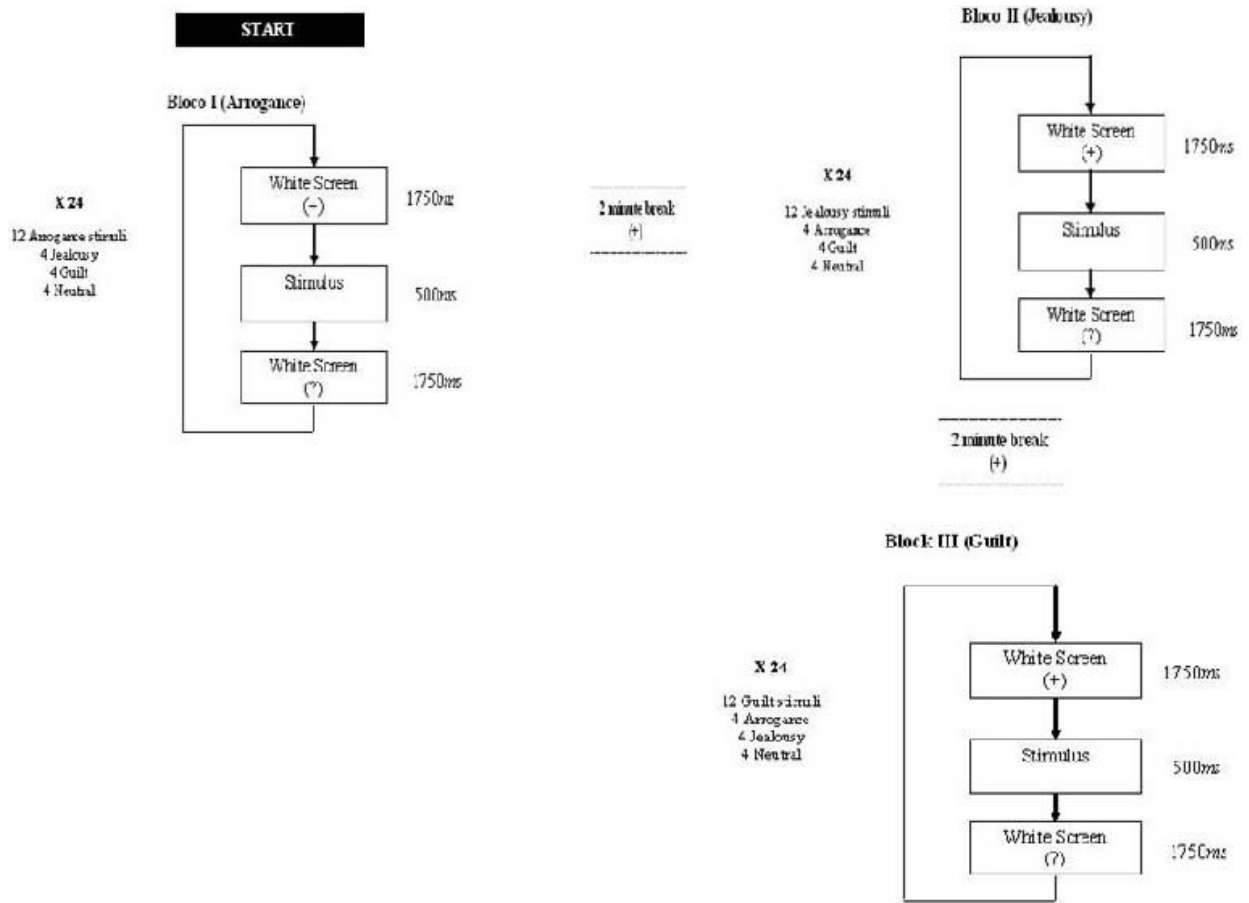 START
Bloco I (Arrogance)
X 24
12 Arrogance stimuli
4 Jealousy
4 Guilt
4 Neutral
White Screen
(+)
1750ms
Stimulus
500ms
White Screen
(?)
1750ms
2 minute break
(+)
Bloco II (Jealousy)
X 24
12 Jealousy stimuli
4 Arrogance
4 Guilt
4 Neutral
White Screen
(+)
1750ms
Stimulus
500ms
White Screen
(?)
1750ms
2 minute break
(+)
Block III (Guilt)
X 24
12 Guilt stimuli
4 Arrogance
4 Jealousy
4 Neutral
White Screen
(+)
1750ms
Stimulus
500ms
White Screen
(?)
1750ms